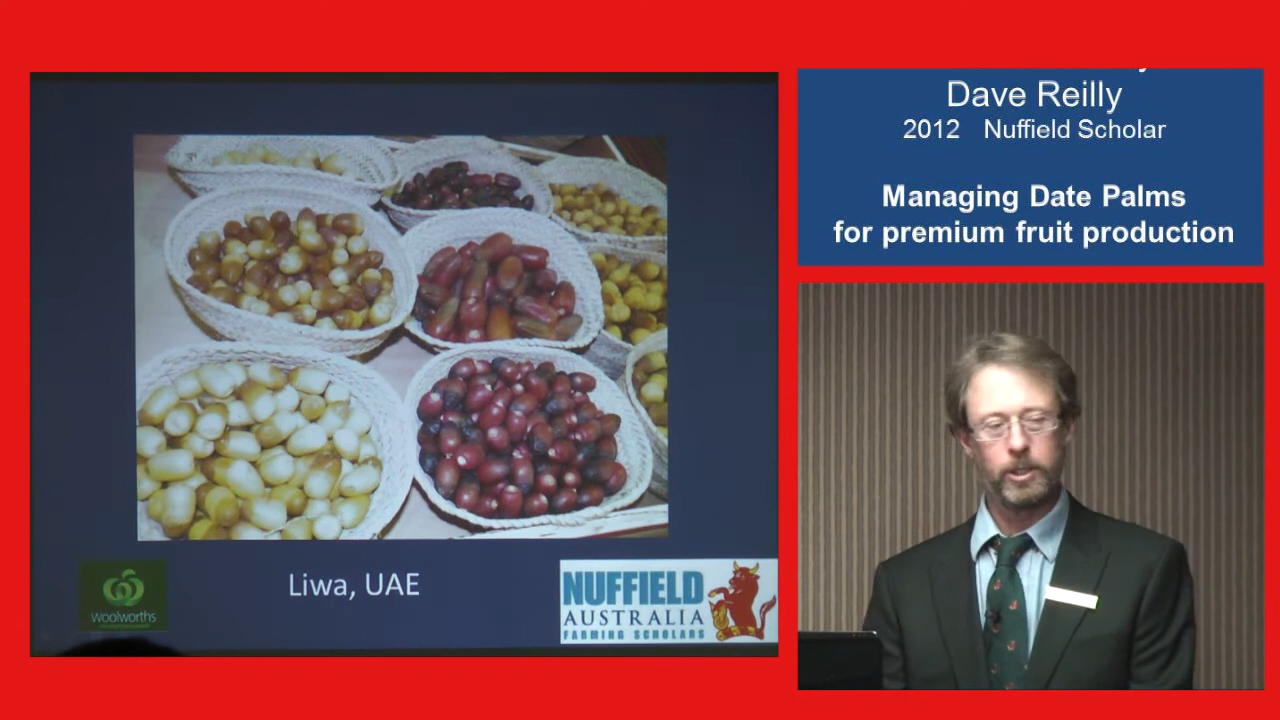 Dave Reilly
2012 Nuffield Scholar
Managing Date Palms
for premium fruit production
Liwa, UAE
woolworths
NUFFIELD
AUSTRALIA
FARMING SCHOLARS